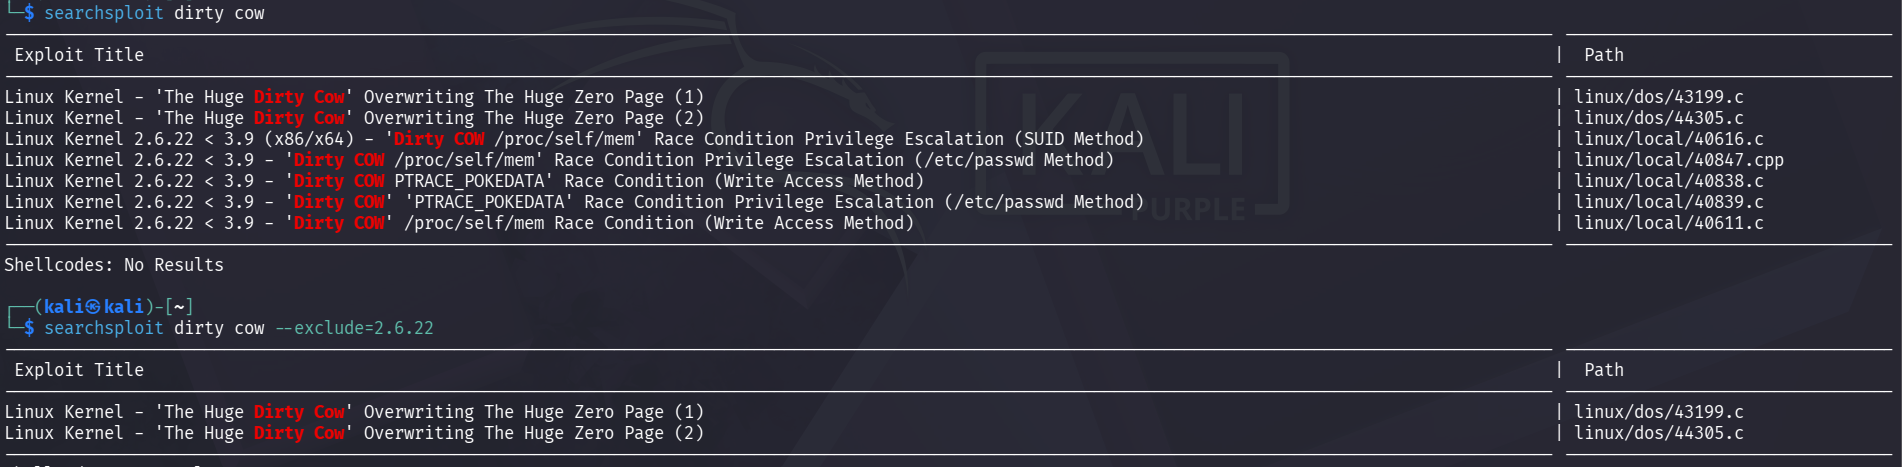 └─$ searchsploit dirty cow
Exploit Title | Path
Linux Kernel - 'The Huge Dirty Cow' Overwriting The Huge Zero Page (1) | linux/dos/43199.c
Linux Kernel - 'The Huge Dirty Cow' Overwriting The Huge Zero Page (2) | linux/dos/44305.c
Linux Kernel 2.6.22 < 3.9 (x86/x64) - 'Dirty COW /proc/self/mem' Race Condition Privilege Escalation (SUID Method) | linux/local/40616.c
Linux Kernel 2.6.22 < 3.9 - 'Dirty COW /proc/self/mem' Race Condition Privilege Escalation (/etc/passwd Method) | linux/local/40847.cpp
Linux Kernel 2.6.22 < 3.9 - 'Dirty COW PTRACE_POKEDATA' Race Condition (Write Access Method) | linux/local/40838.c
Linux Kernel 2.6.22 < 3.9 - 'Dirty COW' 'PTRACE_POKEDATA' Race Condition Privilege Escalation (/etc/passwd Method) | linux/local/40839.c
Linux Kernel 2.6.22 < 3.9 - 'Dirty COW' /proc/self/mem Race Condition (Write Access Method) | linux/local/40611.c
Shellcodes: No Results
┌──(kali㉿kali)-[~]
└─$ searchsploit dirty cow --exclude=2.6.22
Exploit Title | Path
Linux Kernel - 'The Huge Dirty Cow' Overwriting The Huge Zero Page (1) | linux/dos/43199.c
Linux Kernel - 'The Huge Dirty Cow' Overwriting The Huge Zero Page (2) | linux/dos/44305.c
KALI
PURPLE